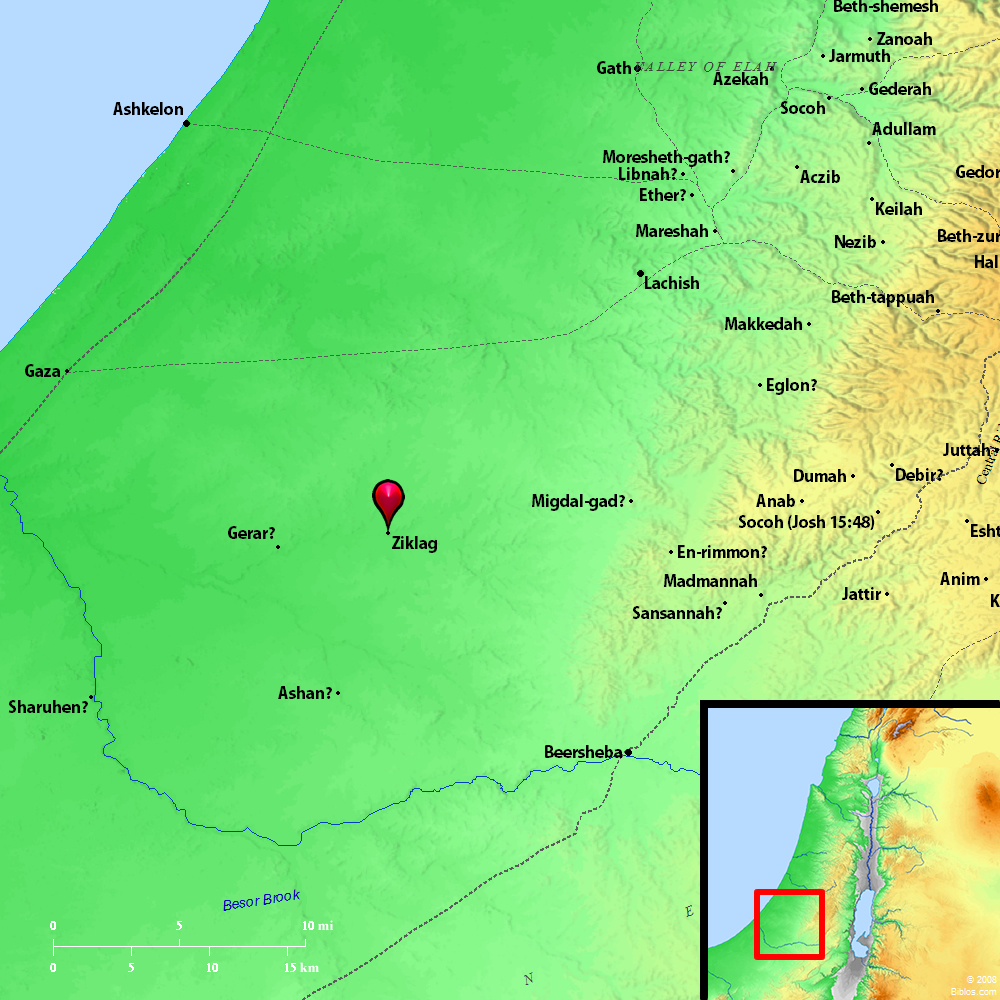 Beth-shemesh
Zanoah
Jarmuth
Gath
VALLEY OF ELAH
Azekah
Gederah
Socoh
Ashkelon
Adullam
Moresheth-gath?
Libnah?
Aczib
Gedor
Ether?
Keilah
Mareshah
Nezib
Beth-zur
Hal
Lachish
Beth-tappuah
Makkedah
Gaza
Eglon?
Juttah
Central R
Dumah
Debir?
Migdal-gad?
Anab
Socoh (Josh 15:48)
Esht
Gerar?
Ziklag
En-rimmon?
Madmannah
Anim
Jattir
K
Sansannah?
Ashan?
Sharuhen?
Beersheba
Besor Brook
E
N
0 5 10 mi
0 5 10 15 km
© 2008
Biblos.com